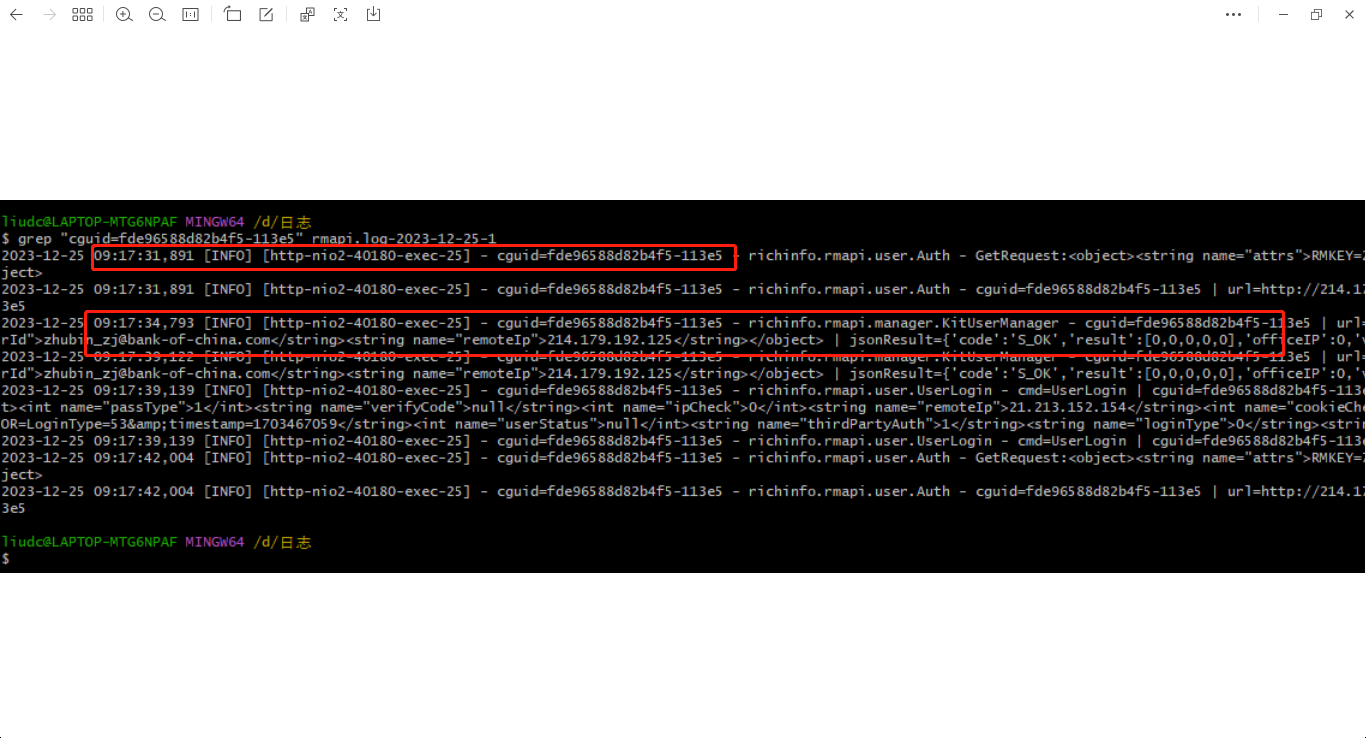 liudc@LAPTOP-MTG6NPAF MINGW64 /d/日志
$ grep "cguid=fde96588d82b4f5-113e5" rmapi.log-2023-12-25-1
2023-12-25 09:17:31,891 [INFO] [http-nio2-40180-exec-25] - cguid=fde96588d82b4f5-113e5 - richinfo.rmapi.user.Auth - GetRequest:<object><string name="attrs">RMKEY=
ject>
2023-12-25 09:17:31,891 [INFO] [http-nio2-40180-exec-25] - cguid=fde96588d82b4f5-113e5 - richinfo.rmapi.user.Auth - cguid=fde96588d82b4f5-113e5 | url=http://214.17
3e5
2023-12-25 09:17:34,793 [INFO] [http-nio2-40180-exec-25] - cguid=fde96588d82b4f5-113e5 - richinfo.rmapi.manager.KitUserManager - cguid=fde96588d82b4f5-113e5 | url=
rId">zhubin_zj@bank-of-china.com</string><string name="remoteIp">214.179.192.125</string></object> | jsonResult={'code':'S_OK','result':[0,0,0,0,0],'officeIP':0,'
2023-12-25 09:17:39,122 [INFO] [http-nio2-40180-exec-25] - cguid=fde96588d82b4f5-113e5 - richinfo.rmapi.manager.KitUserManager - cguid=fde96588d82b4f5-113e5 | url=
rId">zhubin_zj@bank-of-china.com</string><string name="remoteIp">214.179.192.125</string></object> | jsonResult={'code':'S_OK','result':[0,0,0,0,0],'officeIP':0,'
2023-12-25 09:17:39,139 [INFO] [http-nio2-40180-exec-25] - cguid=fde96588d82b4f5-113e5 - richinfo.rmapi.user.UserLogin - cmd=UserLogin | cguid=fde96588d82b4f5-113
t><int name="passType">1</int><string name="verifyCode">null</string><int name="ipCheck">0</int><string name="remoteIp">21.213.152.154</string><int name="cookieChe
OR=LoginType=53&amp;timestamp=1703467059</string><int name="userStatus">null</int><string name="thirdPartyAuth">1</string><string name="loginType">0</string><stri
2023-12-25 09:17:39,139 [INFO] [http-nio2-40180-exec-25] - cguid=fde96588d82b4f5-113e5 - richinfo.rmapi.user.UserLogin - cmd=UserLogin | cguid=fde96588d82b4f5-113
2023-12-25 09:17:42,004 [INFO] [http-nio2-40180-exec-25] - cguid=fde96588d82b4f5-113e5 - richinfo.rmapi.user.Auth - GetRequest:<object><string name="attrs">RMKEY=
ject>
2023-12-25 09:17:42,004 [INFO] [http-nio2-40180-exec-25] - cguid=fde96588d82b4f5-113e5 - richinfo.rmapi.user.Auth - cguid=fde96588d82b4f5-113e5 | url=http://214.17
3e5
liudc@LAPTOP-MTG6NPAF MINGW64 /d/日志
$